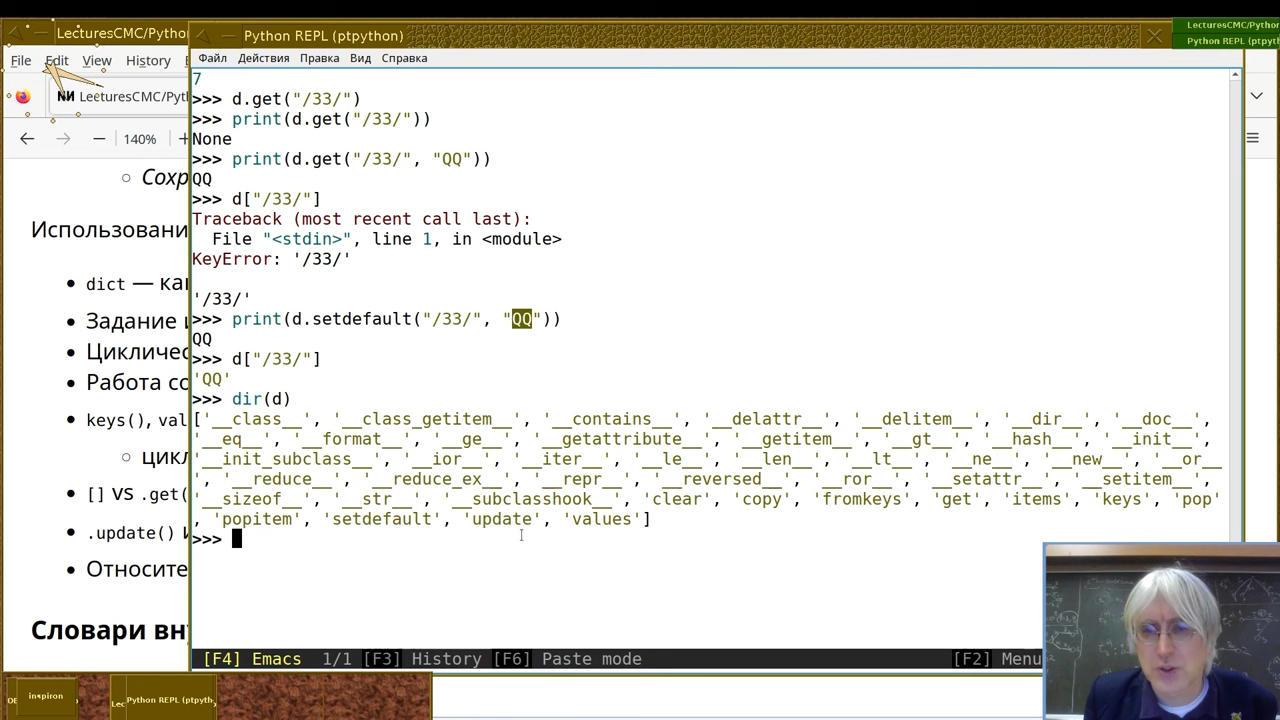 LecturesCMC/Python
Python REPL (ptpython)
LecturesCMC/Pytho
Python REPL (ptpyt
File Edit View History
Файл Действия Правка Вид Справка
LecturesCMC/Pyth
140%
Сохр
Использовани
dict — как
Задание и
Цикличес
Работа со
keys(), val
цикл
[] vs .get(
.update() и
Относите
Словари вну
7
>>> d.get("/33/")
>>> print(d.get("/33/"))
None
>>> print(d.get("/33/", "QQ"))
QQ
>>> d["/33/"]
Traceback (most recent call last):
File "<stdin>", line 1, in <module>
KeyError: '/33/'
'/33/'
>>> print(d.setdefault("/33/", "QQ"))
QQ
>>> d["/33/"]
'QQ'
>>> dir(d)
['__class__', '__class_getitem__', '__contains__', '__delattr__', '__delitem__', '__dir__', '__doc__',
'__eq__', '__format__', '__ge__', '__getattribute__', '__getitem__', '__gt__', '__hash__', '__init__',
'__init_subclass__', '__ior__', '__iter__', '__le__', '__len__', '__lt__', '__ne__', '__new__', '__or__
', '__reduce__', '__reduce_ex__', '__repr__', '__reversed__', '__ror__', '__setattr__', '__setitem__',
'__sizeof__', '__str__', '__subclasshook__', 'clear', 'copy', 'fromkeys', 'get', 'items', 'keys', 'pop'
, 'popitem', 'setdefault', 'update', 'values']
>>>
[F4] Emacs 1/1 [F3] History [F6] Paste mode
[F2] Menu
inspiron
Lec
Python REPL (ptpyth